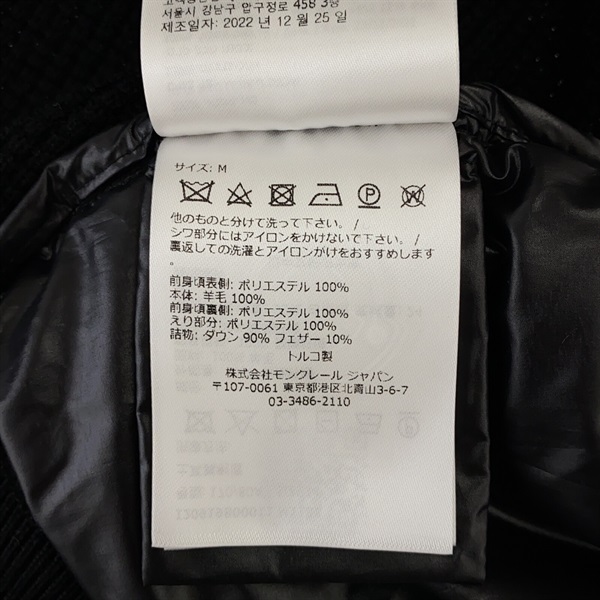 서울시 강남구 압구정로 458 3층
제조일자: 2022 년 12 월 25 일
サイズ: M
他のものと分けて洗って下さい。/
シワ部分にはアイロンをかけないで下さい。/
裏返しての洗濯とアイロンがけをおすすめします
。
前身頃表側: ポリエステル 100%
本体: 羊毛 100%
前身頃裏側: ポリエステル 100%
えり部分: ポリエステル 100%
詰物: ダウン 90% フェザー 10%
トルコ製
株式会社モンクレール ジャパン
〒107-0061 東京都港区北青山3-6-7
03-3486-2110